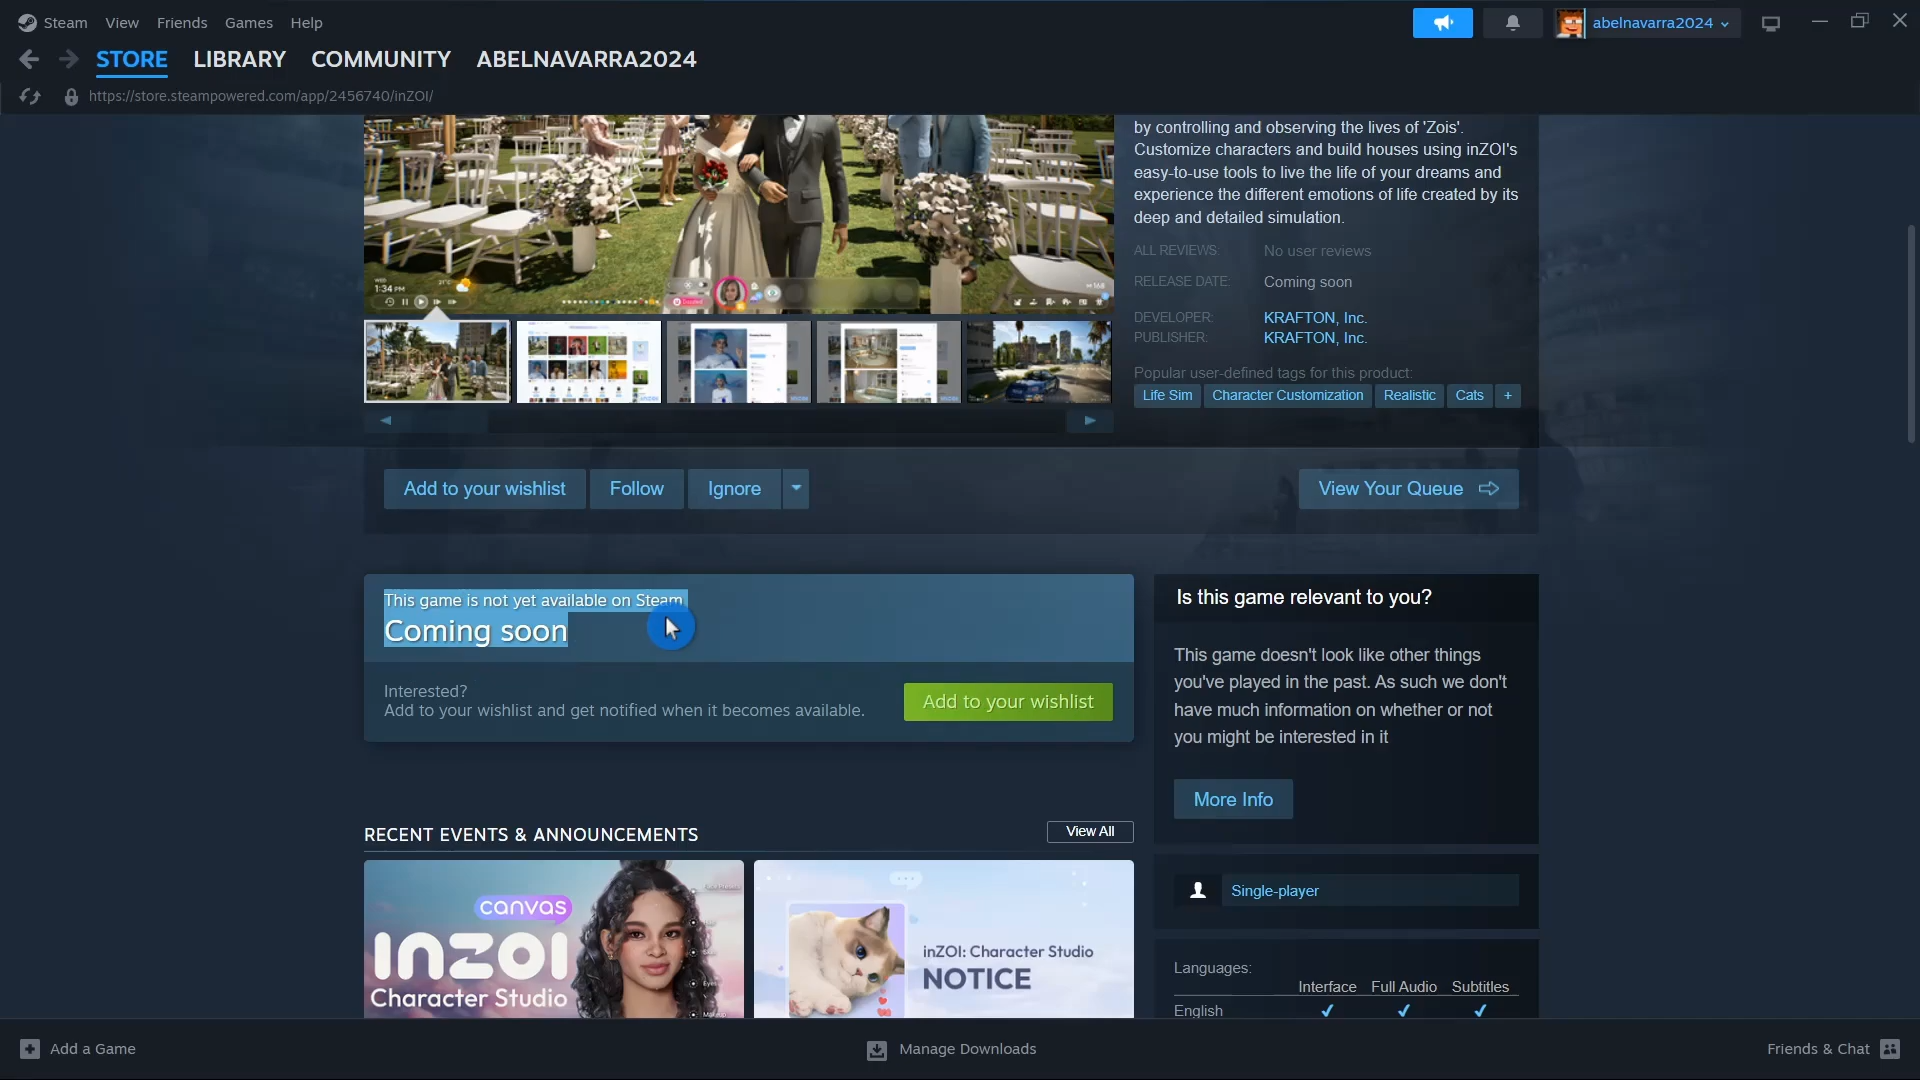 Steam View Friends Games Help
abelnavarra2024
STORE LIBRARY COMMUNITY ABELNAVARRA2024
https://store.steampowered.com/app/2456740/inZOI/
by controlling and observing the lives of 'Zois'.
Customize characters and build houses using inZOI's
easy-to-use tools to live the life of your dreams and
experience the different emotions of life created by its
deep and detailed simulation.
ALL REVIEWS: No user reviews
RELEASE DATE: Coming soon
DEVELOPER: KRAFTON, Inc.
PUBLISHER: KRAFTON, Inc.
Popular user-defined tags for this product:
Life Sim Character Customization Realistic Cats +
1:34 PM
Add to your wishlist Follow Ignore
View Your Queue
This game is not yet available on Steam
Coming soon
Interested?
Add to your wishlist and get notified when it becomes available.
Add to your wishlist
Is this game relevant to you?
This game doesn't look like other things
you've played in the past. As such we don't
have much information on whether or not
you might be interested in it
More Info
RECENT EVENTS & ANNOUNCEMENTS
View All
canvas
inZOI
Character Studio
inZOI: Character Studio
NOTICE
Single-player
Languages:
Interface Full Audio Subtitles
English ✓ ✓ ✓
Add a Game
Manage Downloads
Friends & Chat